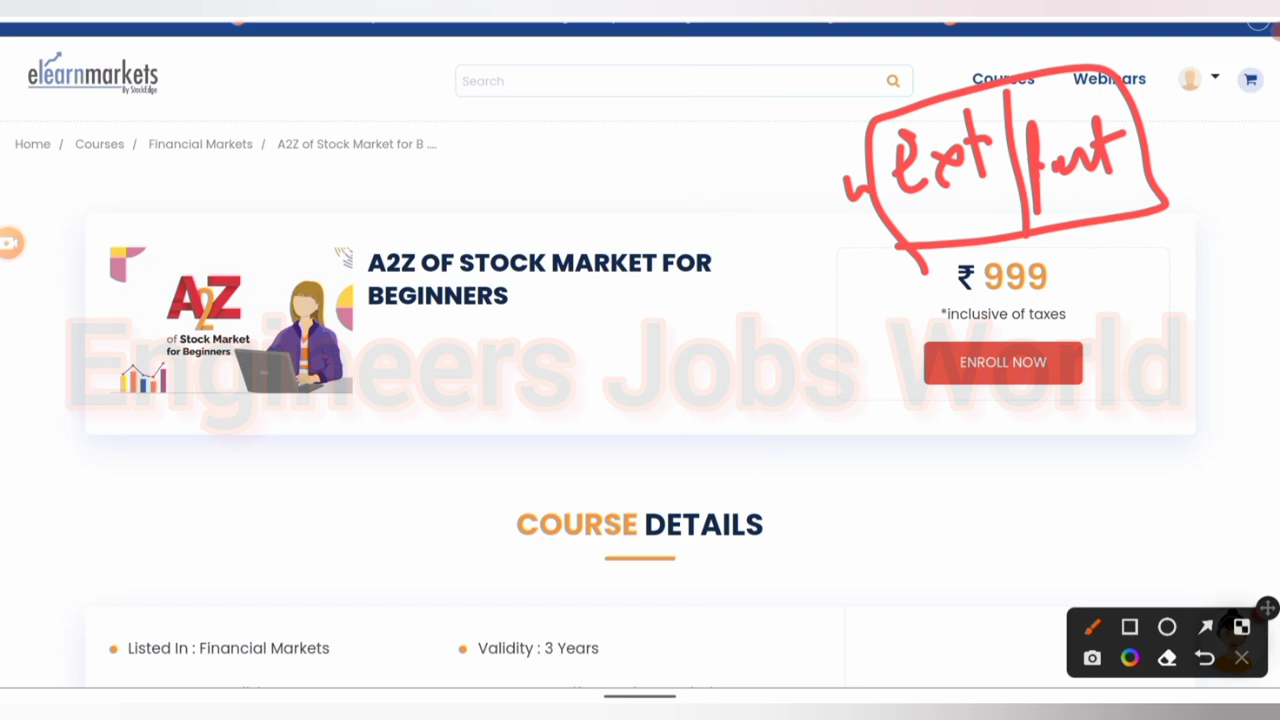 elearnmarkets
By StockEdge
Search
Courses
Webinars
Home / Courses / Financial Markets / A2Z of Stock Market for B ....
ext
A2Z OF STOCK MARKET FOR
BEGINNERS
A2Z
of Stock Market
for Beginners
₹ 999
*inclusive of taxes
ENROLL NOW
Engineers Jobs World
COURSE DETAILS
Listed In : Financial Markets
Validity : 3 Years